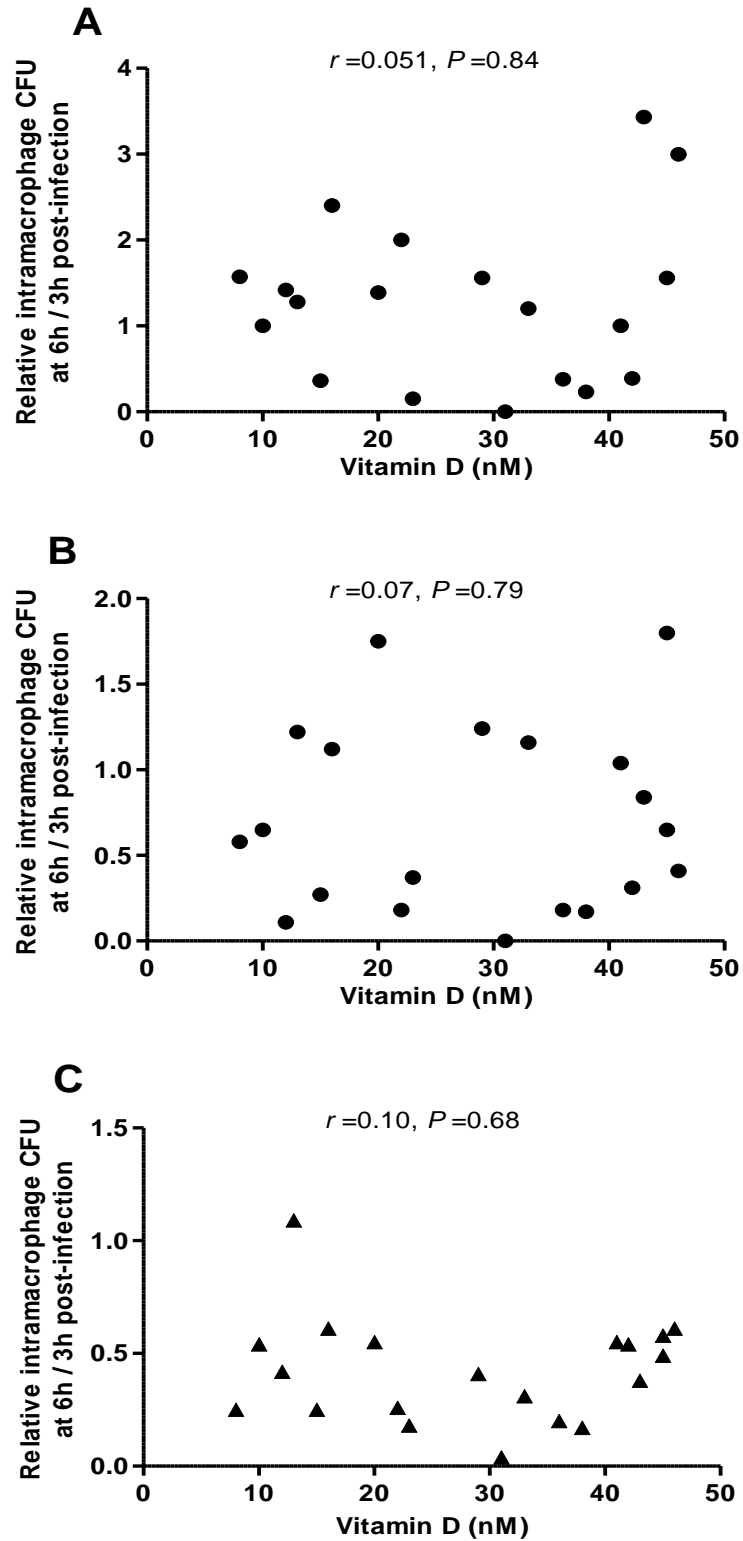 A
r=0.051, P=0.84
Relative intramacrophage CFU
at 6h / 3h post-infection
4
3
2
1
0
0 10 20 30 40 50
Vitamin D (nM)
B
r=0.07, P=0.79
Relative intramacrophage CFU
at 6h / 3h post-infection
2.0
1.5
1.0
0.5
0.0
0 10 20 30 40 50
Vitamin D (nM)
C
r=0.10, P=0.68
Relative intramacrophage CFU
at 6h / 3h post-infection
1.5
1.0
0.5
0.0
0 10 20 30 40 50
Vitamin D (nM)